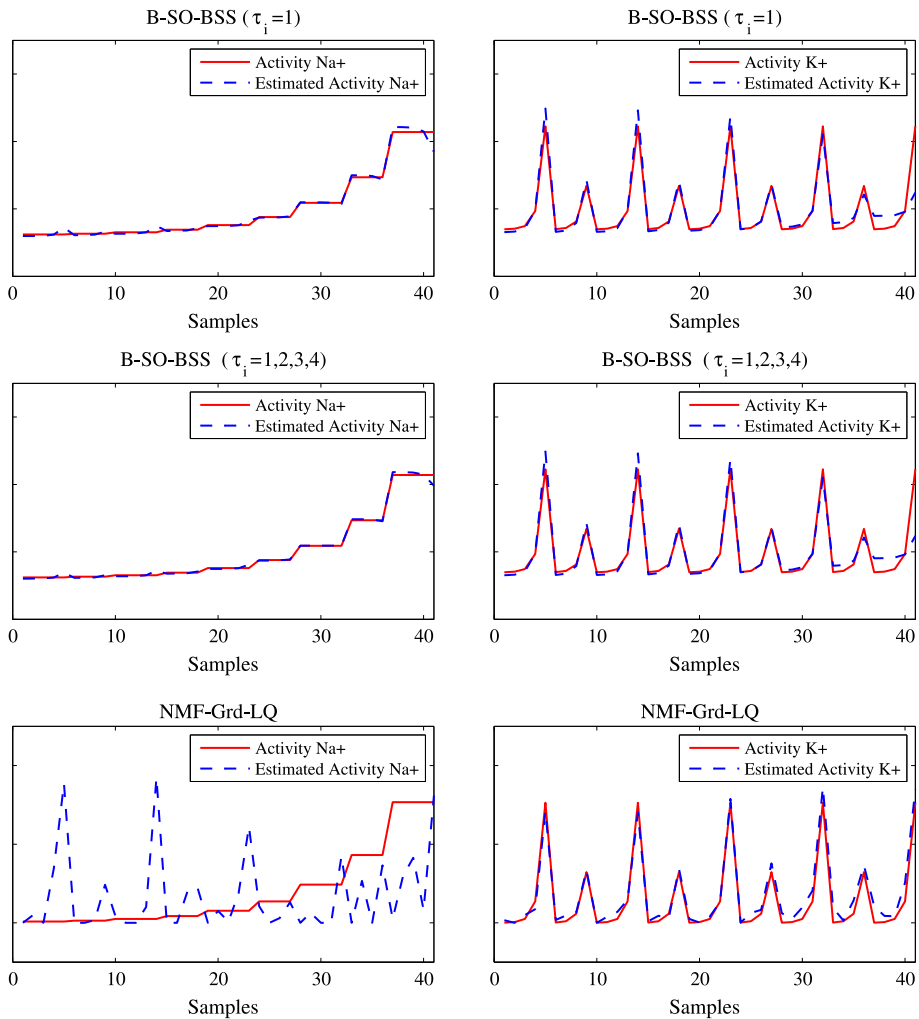 B-SO-BSS ( τi=1)
Activity Na+
Estimated Activity Na+
0 10 20 30 40
Samples
B-SO-BSS ( τi=1)
Activity K+
Estimated Activity K+
0 10 20 30 40
Samples
B-SO-BSS ( τi=1,2,3,4)
Activity Na+
Estimated Activity Na+
0 10 20 30 40
Samples
B-SO-BSS ( τi=1,2,3,4)
Activity K+
Estimated Activity K+
0 10 20 30 40
Samples
NMF-Grd-LQ
Activity Na+
Estimated Activity Na+
0 10 20 30 40
Samples
NMF-Grd-LQ
Activity K+
Estimated Activity K+
0 10 20 30 40
Samples